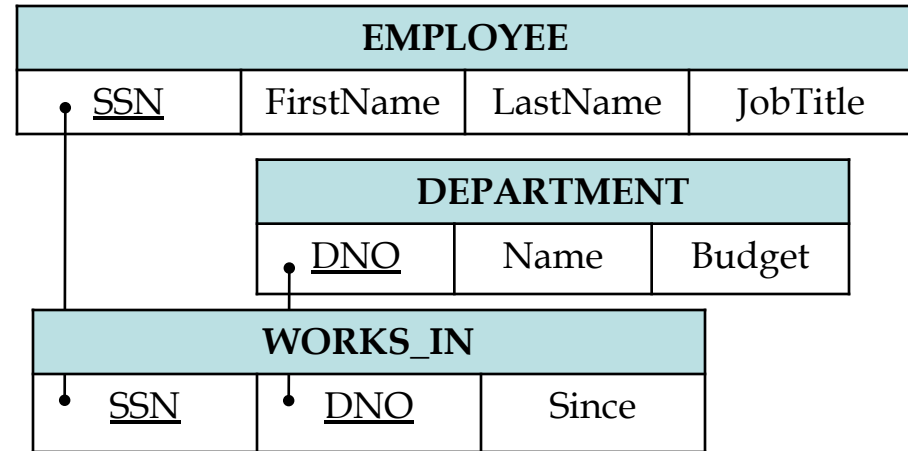 EMPLOYEE
SSN FirstName LastName JobTitle
DEPARTMENT
DNO Name Budget
WORKS_IN
SSN DNO Since